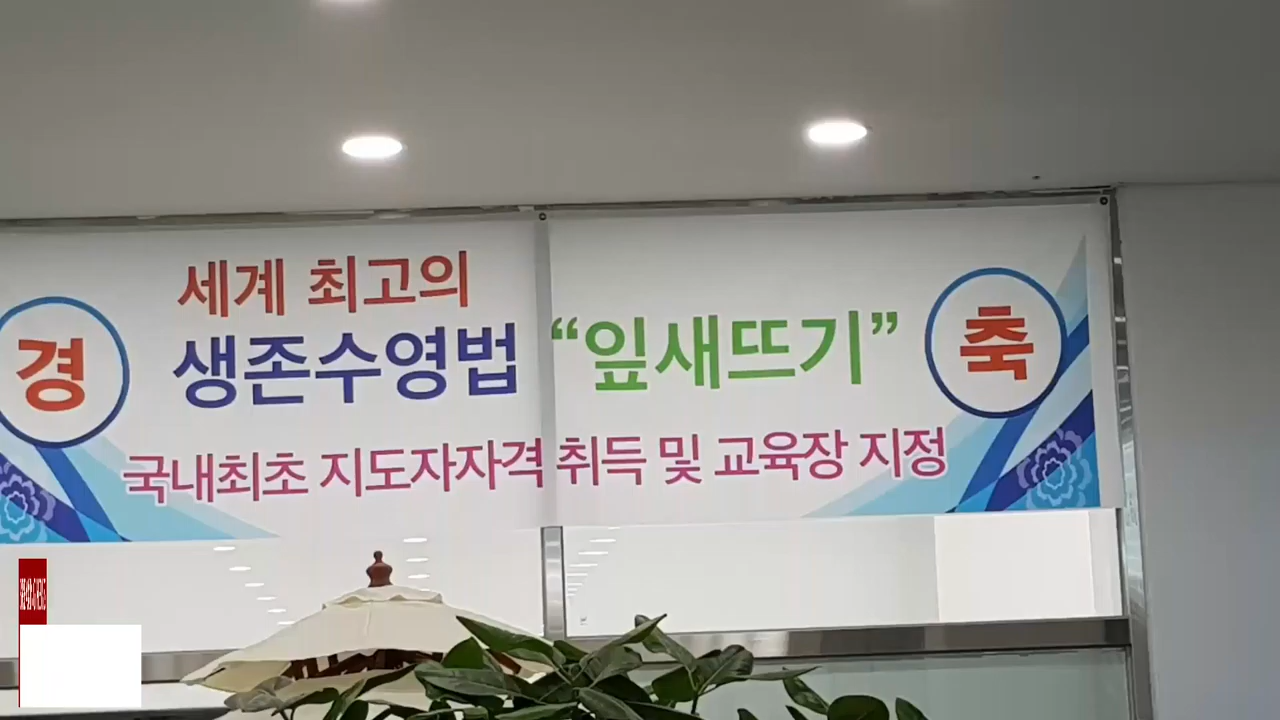 세계 최고의
경 생존수영법 “잎새뜨기” 축
국내최초 지도자자격 취득 및 교육장 지정